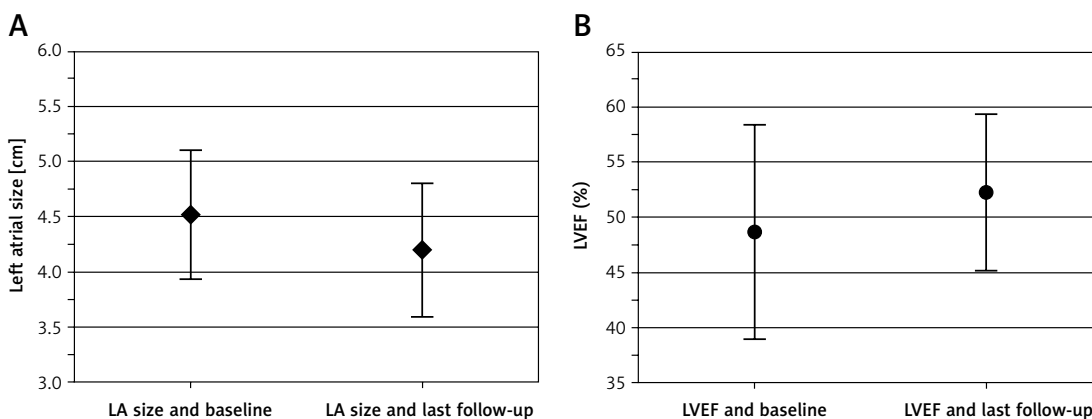 A
Left atrial size [cm]
6.0
5.5
5.0
4.5
4.0
3.5
3.0
LA size and baseline
LA size and last follow-up
B
LVEF (%)
65
60
55
50
45
40
35
LVEF and baseline
LVEF and last follow-up